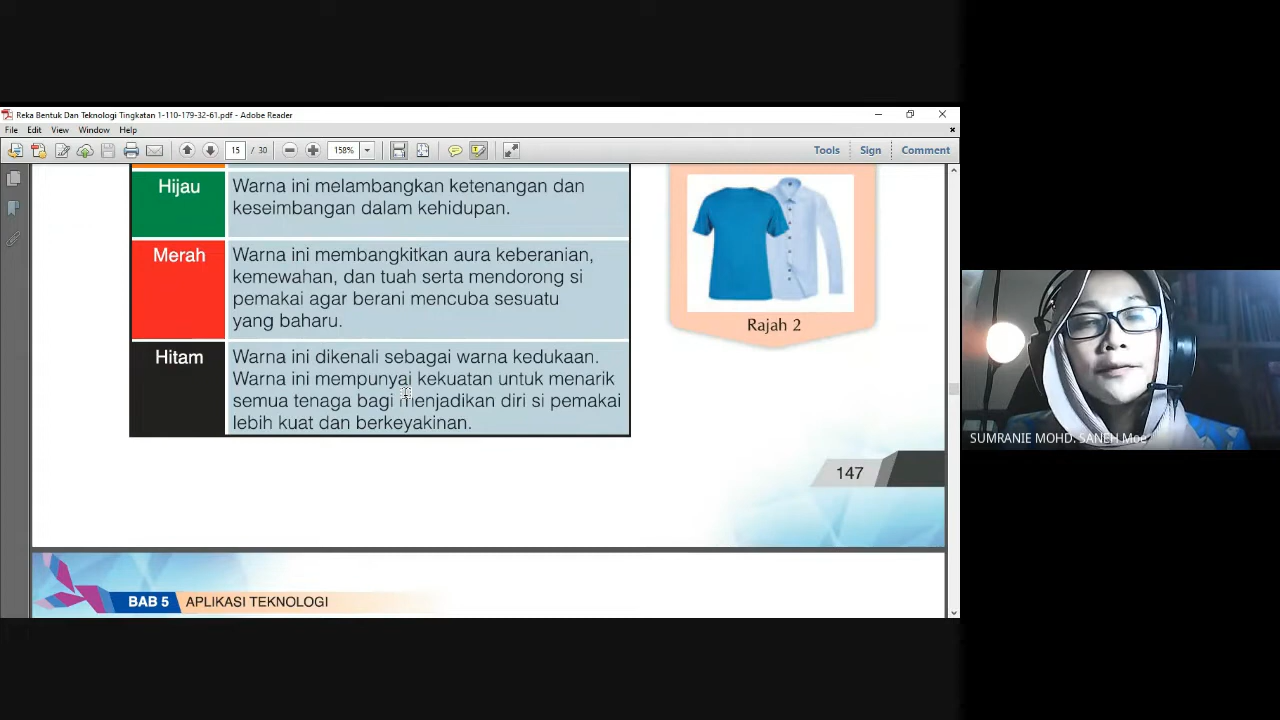 Reka Bentuk Dan Teknologi Tingkatan 1-110-179-32-61.pdf - Adobe Reader
File Edit View Window Help
15 / 30 158% Tools Sign Comment
Hijau
Warna ini melambangkan ketenangan dan
keseimbangan dalam kehidupan.
Merah
Warna ini membangkitkan aura keberanian,
kemewahan, dan tuah serta mendorong si
pemakai agar berani mencuba sesuatu
yang baharu.
Hitam
Warna ini dikenali sebagai warna kedukaan.
Warna ini mempunyai kekuatan untuk menarik
semua tenaga bagi menjadikan diri si pemakai
lebih kuat dan berkeyakinan.
Rajah 2
147
BAB 5 APLIKASI TEKNOLOGI
SUMRANIE MOHD. SANEH Moe